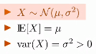 ▸ X ∼ N(μ, σ²)
▸ 𝔼[X] = μ
▸ var(X) = σ² > 0